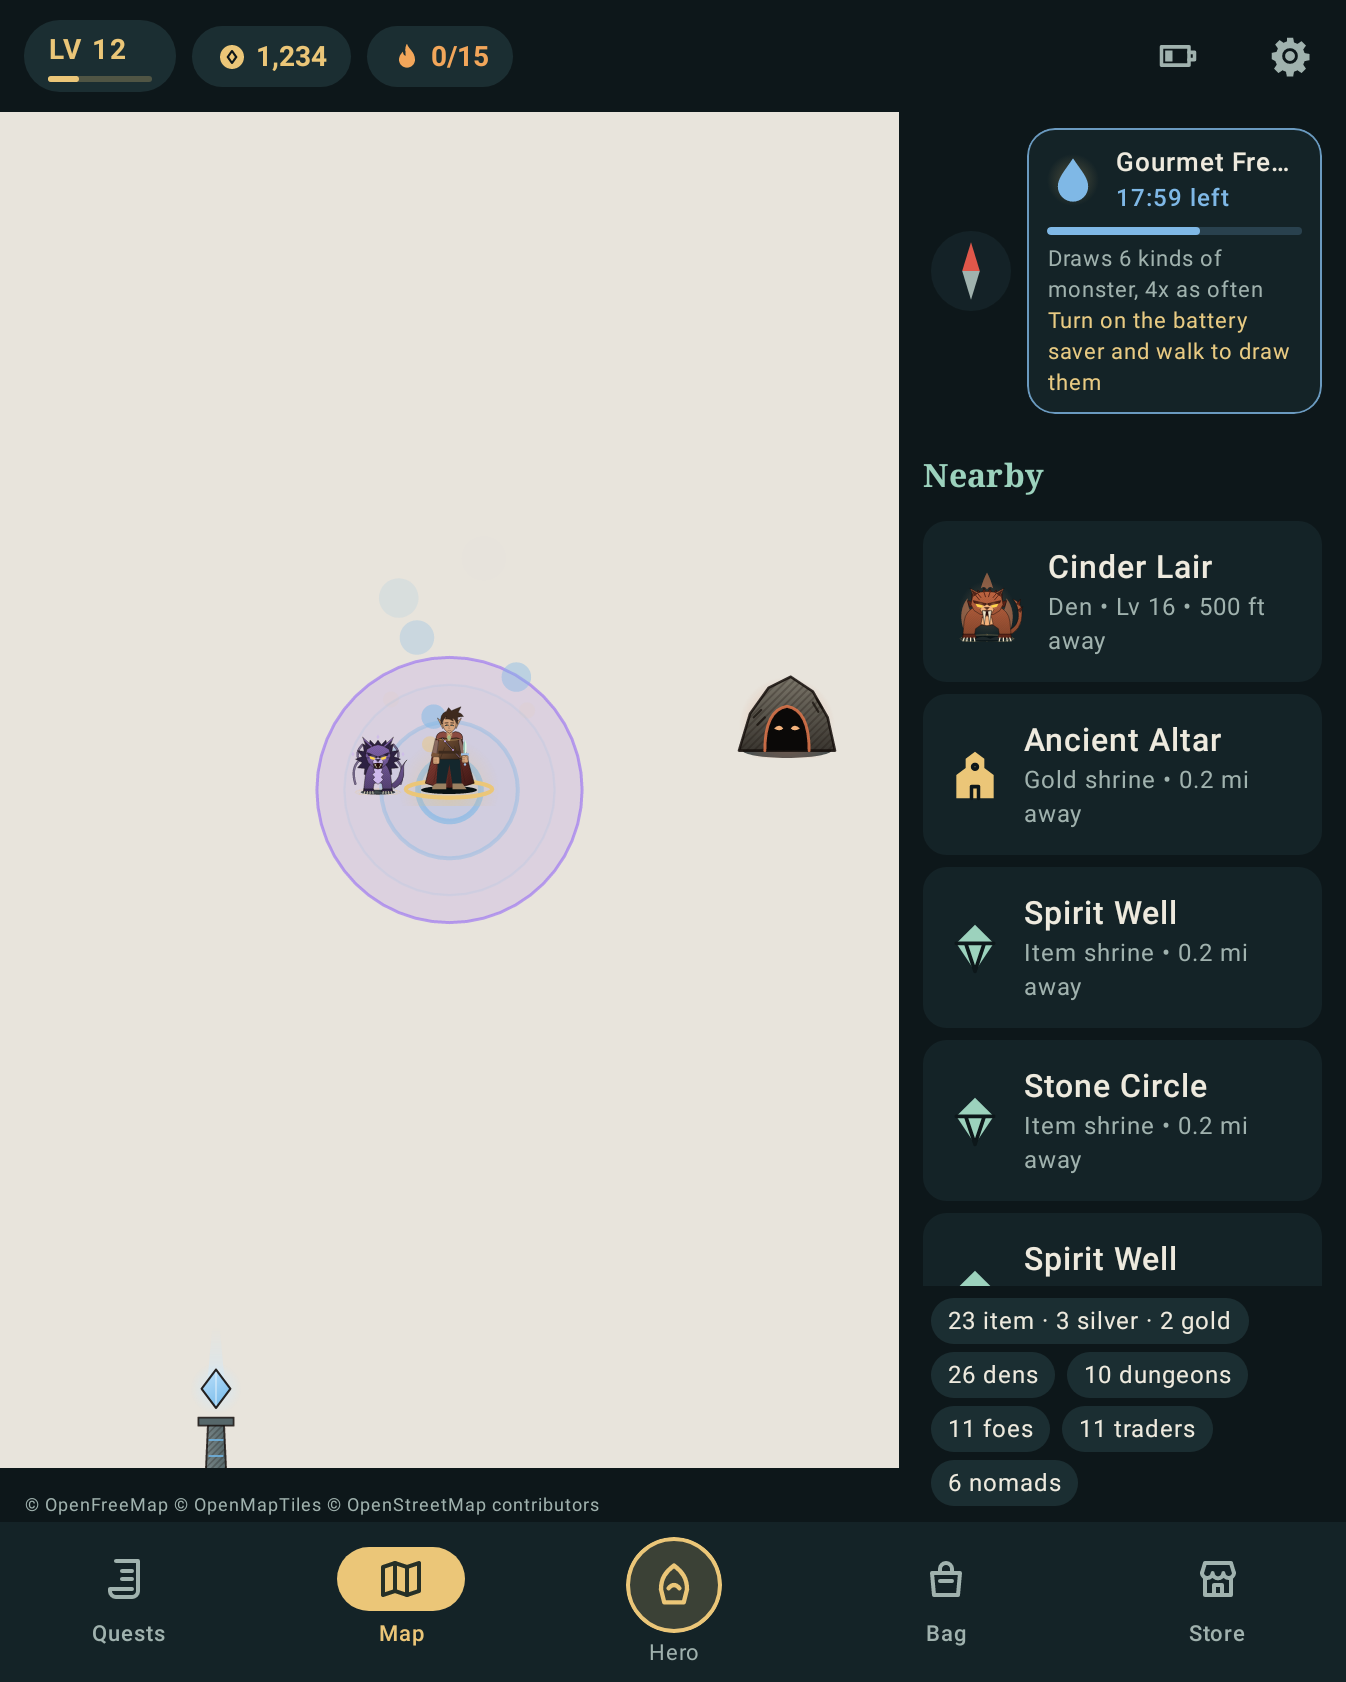 LV 12
1,234
0/15
Gourmet Fre...
17:59 left
Draws 6 kinds of
monster, 4x as often
Turn on the battery
saver and walk to draw
them
Nearby
Cinder Lair
Den • Lv 16 • 500 ft
away
Ancient Altar
Gold shrine • 0.2 mi
away
Spirit Well
Item shrine • 0.2 mi
away
Stone Circle
Item shrine • 0.2 mi
away
Spirit Well
23 item · 3 silver · 2 gold
26 dens
10 dungeons
11 foes
11 traders
6 nomads
© OpenFreeMap © OpenMapTiles © OpenStreetMap contributors
Quests
Map
Hero
Bag
Store